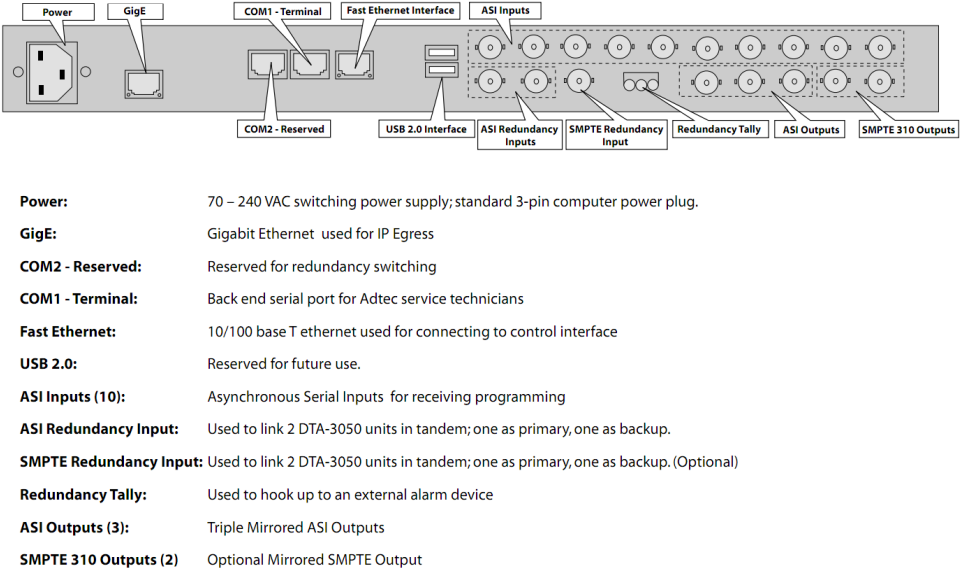 Power
GigE
COM1 - Terminal
Fast Ethernet Interface
ASI Inputs
COM2 - Reserved
USB 2.0 Interface
ASI Redundancy
Inputs
SMPTE Redundancy
Input
Redundancy Tally
ASI Outputs
SMPTE 310 Outputs
Power: 70 – 240 VAC switching power supply; standard 3-pin computer power plug.
GigE: Gigabit Ethernet used for IP Egress
COM2 - Reserved: Reserved for redundancy switching
COM1 - Terminal: Back end serial port for Adtec service technicians
Fast Ethernet: 10/100 base T ethernet used for connecting to control interface
USB 2.0: Reserved for future use.
ASI Inputs (10): Asynchronous Serial Inputs for receiving programming
ASI Redundancy Input: Used to link 2 DTA-3050 units in tandem; one as primary, one as backup.
SMPTE Redundancy Input: Used to link 2 DTA-3050 units in tandem; one as primary, one as backup. (Optional)
Redundancy Tally: Used to hook up to an external alarm device
ASI Outputs (3): Triple Mirrored ASI Outputs
SMPTE 310 Outputs (2) Optional Mirrored SMPTE Output